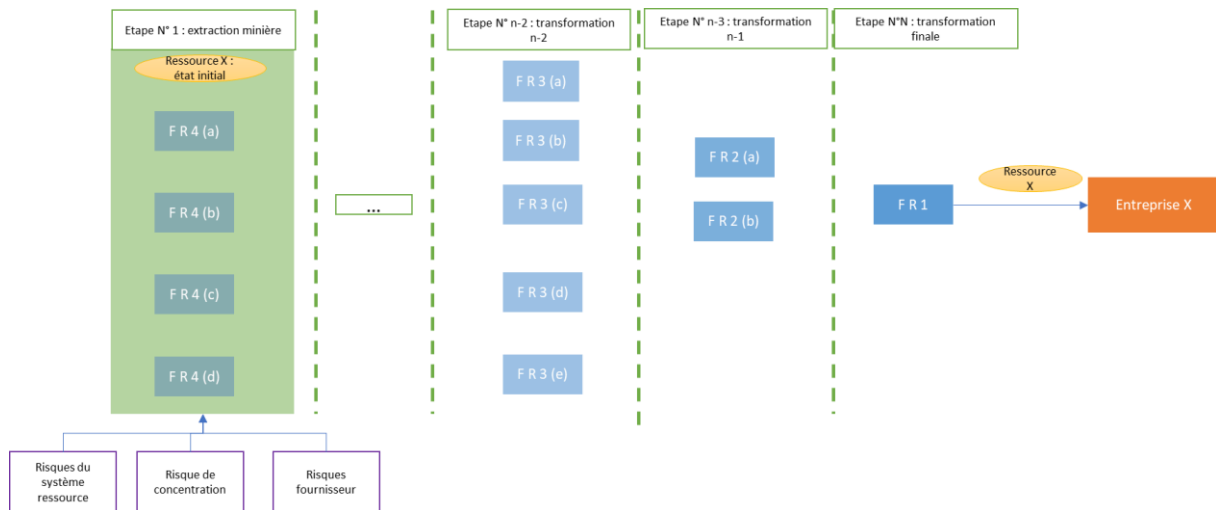 Etape N° 1 : extraction minière
Etape N° n-2 : transformation
n-2
Etape N° n-3 : transformation
n-1
Etape N°N : transformation
finale
Ressource X :
état initial
F R 4 (a)
F R 4 (b)
F R 4 (c)
F R 4 (d)
...
F R 3 (a)
F R 3 (b)
F R 3 (c)
F R 3 (d)
F R 3 (e)
F R 2 (a)
F R 2 (b)
F R 1
Ressource
X
Entreprise X
Risques du
système
ressource
Risque de
concentration
Risques
fournisseur